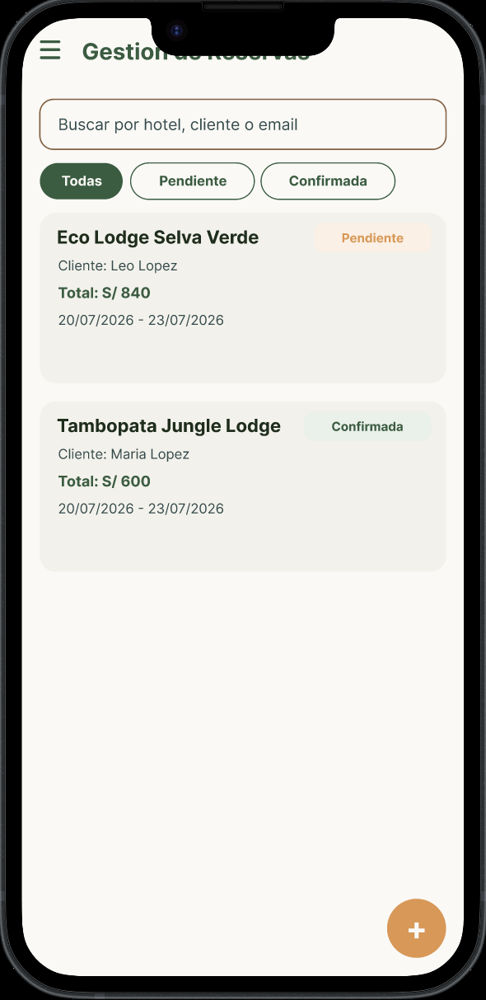 Gestion de Reservas
Buscar por hotel, cliente o email
Todas
Pendiente
Confirmada
Eco Lodge Selva Verde
Pendiente
Cliente: Leo Lopez
Total: S/ 840
20/07/2026 - 23/07/2026
Tambopata Jungle Lodge
Confirmada
Cliente: Maria Lopez
Total: S/ 600
20/07/2026 - 23/07/2026
+